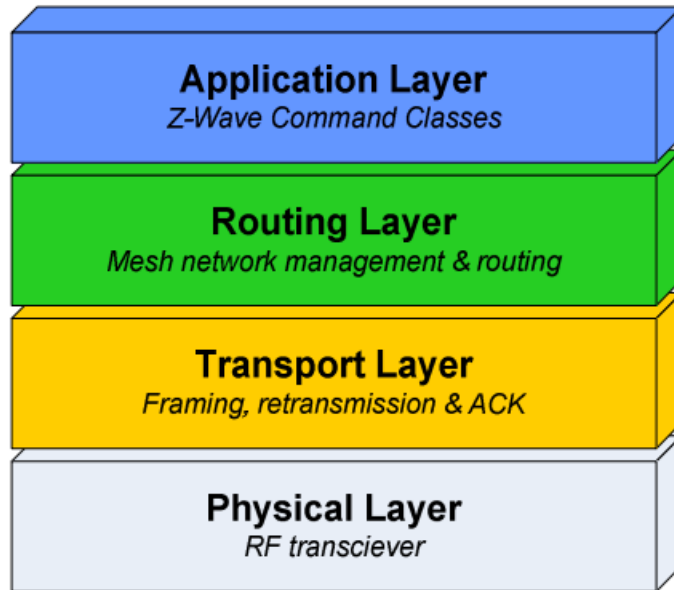 Application Layer
Z-Wave Command Classes
Routing Layer
Mesh network management & routing
Transport Layer
Framing, retransmission & ACK
Physical Layer
RF transciever